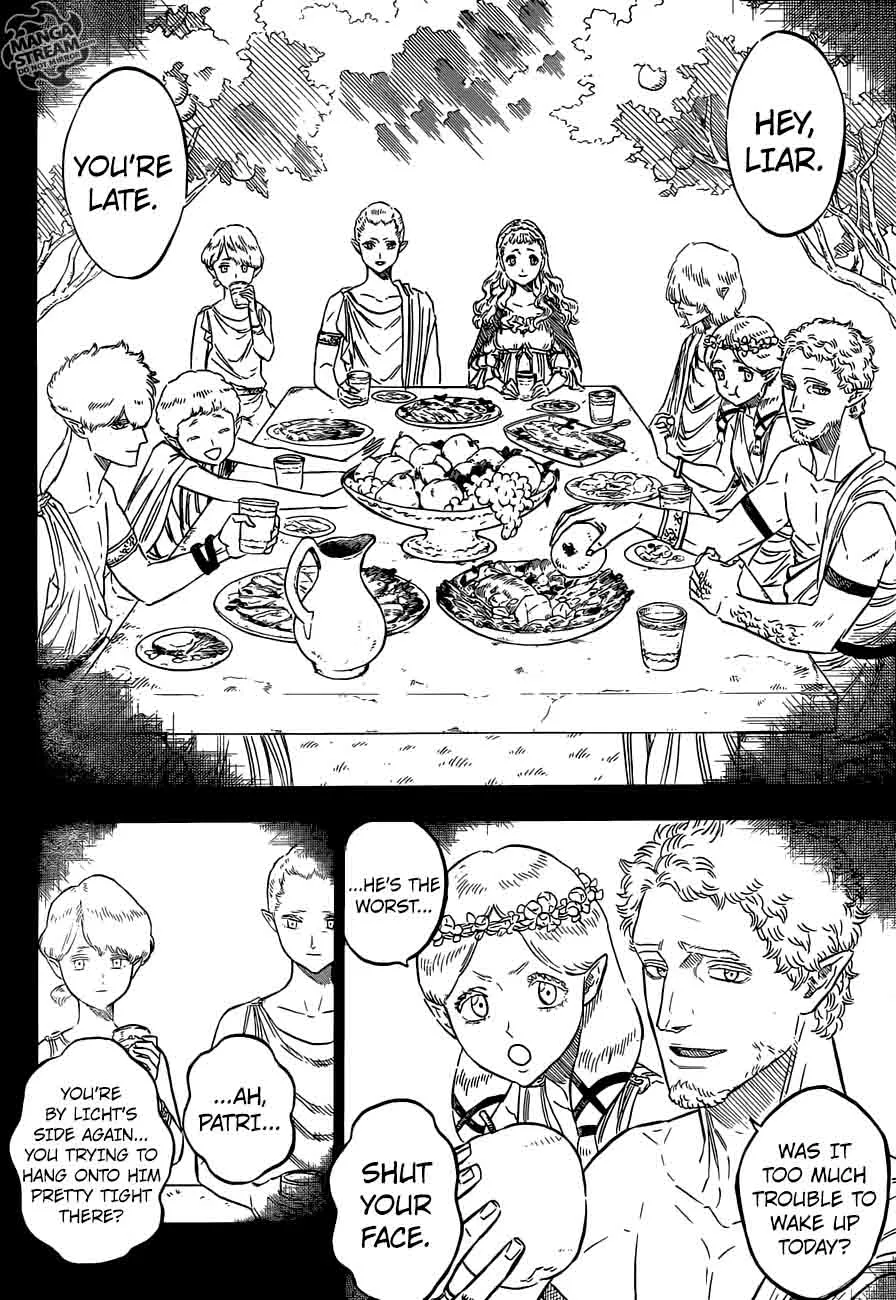 MANGA
STREAM
DO NOT MIRROR
HEY,
LIAR.
YOU'RE
LATE.
WAS IT
TOO MUCH
TROUBLE TO
WAKE UP
TODAY?
...HE'S THE
WORST...
SHUT
YOUR
FACE.
...AH,
PATRI...
YOU'RE
BY LICHT'S
SIDE AGAIN...
YOU TRYING TO
HANG ONTO HIM
PRETTY TIGHT
THERE?